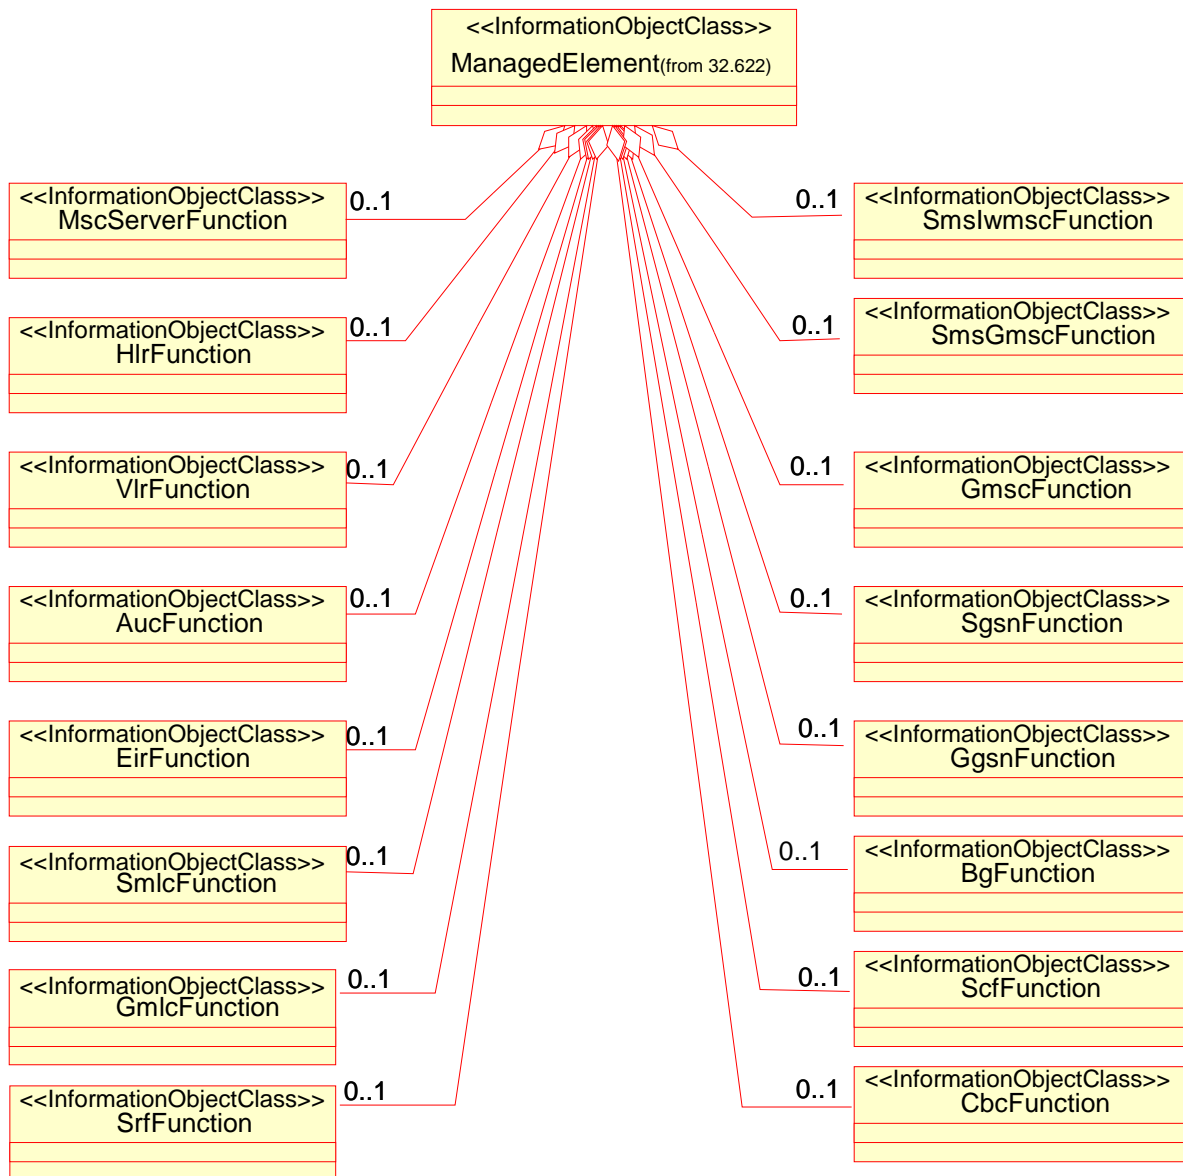 <<InformationObjectClass>>
ManagedElement(from 32.622)
<<InformationObjectClass>>
MscServerFunction
0..1
<<InformationObjectClass>>
HlrFunction
0..1
<<InformationObjectClass>>
VlrFunction
0..1
<<InformationObjectClass>>
AucFunction
0..1
<<InformationObjectClass>>
EirFunction
0..1
<<InformationObjectClass>>
SmlcFunction
0..1
<<InformationObjectClass>>
GmlcFunction
0..1
<<InformationObjectClass>>
SrfFunction
0..1
0..1
<<InformationObjectClass>>
SmsIwmscFunction
0..1
<<InformationObjectClass>>
SmsGmscFunction
0..1
<<InformationObjectClass>>
GmscFunction
0..1
<<InformationObjectClass>>
SgsnFunction
0..1
<<InformationObjectClass>>
GgsnFunction
0..1
<<InformationObjectClass>>
BgFunction
0..1
<<InformationObjectClass>>
ScfFunction
0..1
<<InformationObjectClass>>
CbcFunction